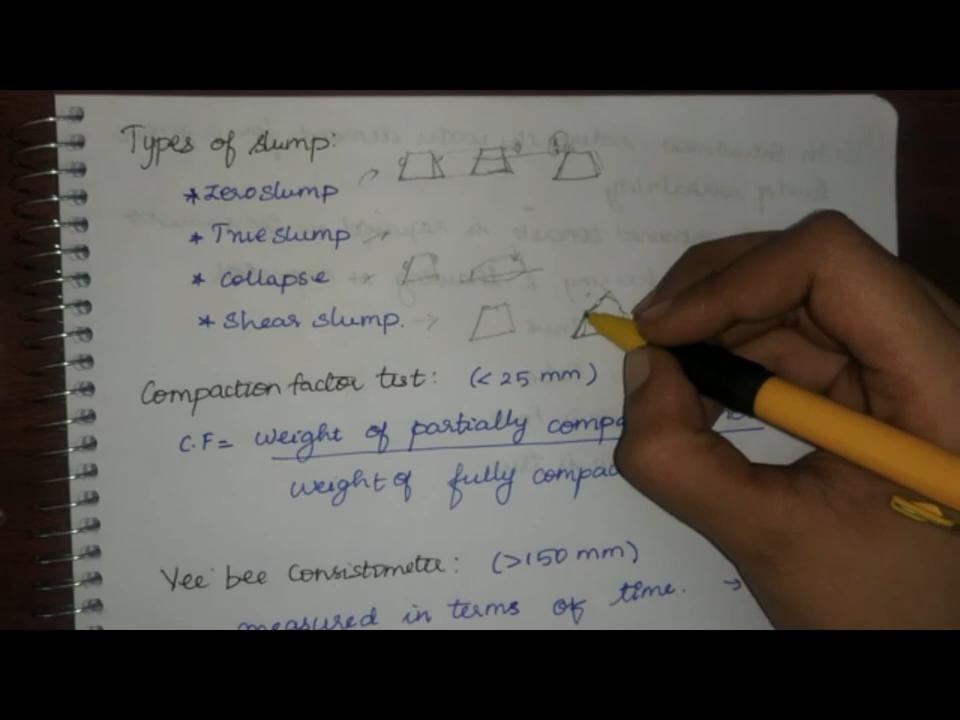 Types of slump:
* Zero slump
* True slump
* collapse
* Shear slump.
Compaction factor test: (< 25 mm)
C.F = weight of partially
weight of fully
Vee bee Consistometer: (>150 mm)
measured in terms of time. →